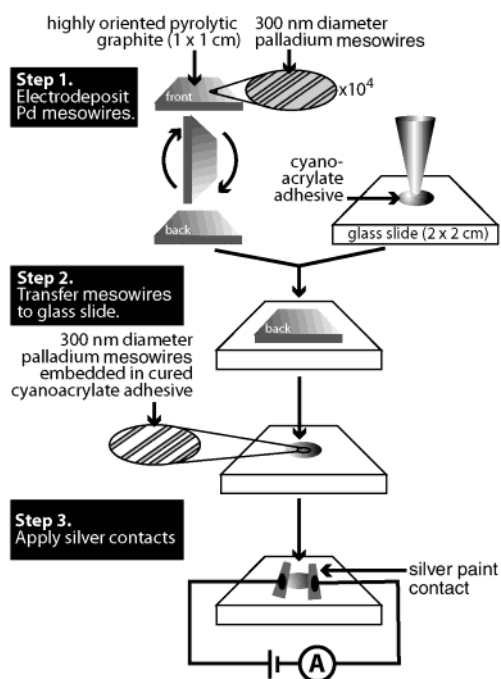 highly oriented pyrolytic
graphite (1 x 1 cm)
300 nm diameter
palladium mesowires
Step 1.
Electrodeposit
Pd mesowires.
front
x10⁴
cyano-
acrylate
adhesive
back
glass slide (2 x 2 cm)
Step 2.
Transfer mesowires
to glass slide.
back
300 nm diameter
palladium mesowires
embedded in cured
cyanoacrylate adhesive
Step 3.
Apply silver contacts
silver paint
contact
A